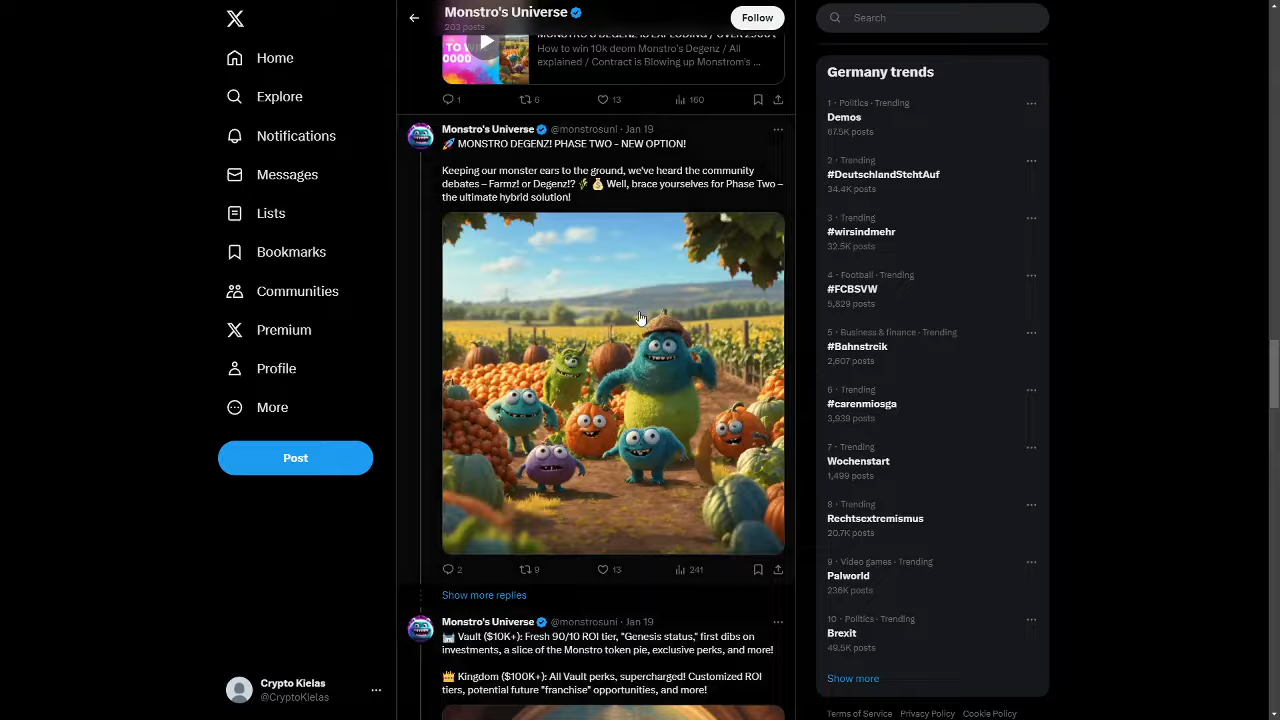 Home
Explore
Notifications
Messages
Lists
Bookmarks
Communities
Premium
Profile
More
Post
Crypto Kielas
@CryptoKielas
Monstro's Universe
203 posts
Follow
TO WI
0000
How to win 10k deom Monstro's Degenz / All
explained / Contract is Blowing up Monstrom's ...
1 6 13 160
Monstro's Universe @monstrosuni · Jan 19
🚀 MONSTRO DEGENZ! PHASE TWO - NEW OPTION!
Keeping our monster ears to the ground, we've heard the community
debates – Farmz! or Degenz!? 🌾 💰 Well, brace yourselves for Phase Two –
the ultimate hybrid solution!
2 9 13 241
Show more replies
Monstro's Universe @monstrosuni · Jan 19
Vault ($10K+): Fresh 90/10 ROI tier, "Genesis status," first dibs on
investments, a slice of the Monstro token pie, exclusive perks, and more!
👑 Kingdom ($100K+): All Vault perks, supercharged! Customized ROI
tiers, potential future "franchise" opportunities, and more!
Search
Germany trends
1 · Politics · Trending
Demos
67.5K posts
2 · Trending
#DeutschlandStehtAuf
34.4K posts
3 · Trending
#wirsindmehr
32.5K posts
4 · Football · Trending
#FCBSVW
5,829 posts
5 · Business & finance · Trending
#Bahnstreik
2,607 posts
6 · Trending
#carenmiosga
3,939 posts
7 · Trending
Wochenstart
1,499 posts
8 · Trending
Rechtsextremismus
20.7K posts
9 · Video games · Trending
Palworld
236K posts
10 · Politics · Trending
Brexit
49.5K posts
Show more
Terms of Service Privacy Policy Cookie Policy